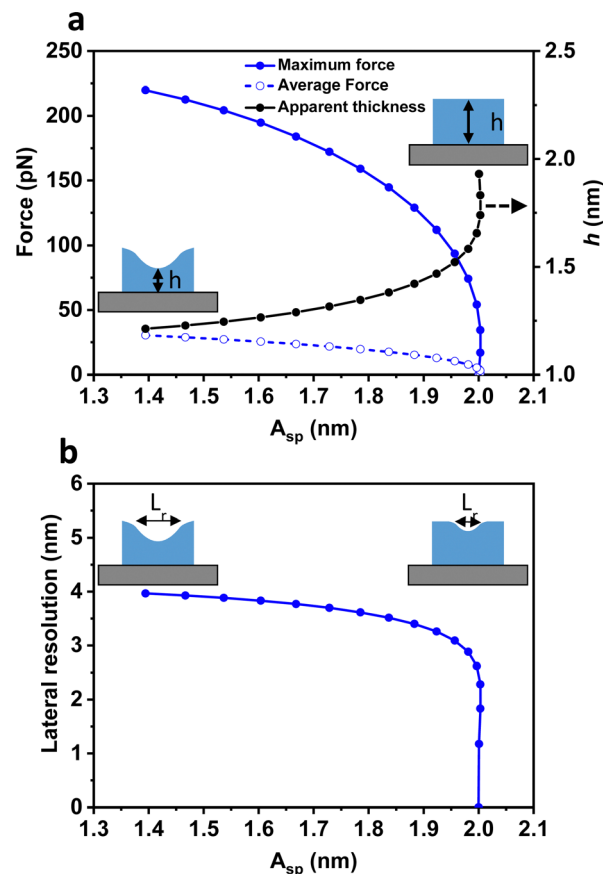 a
Maximum force
Average Force
Apparent thickness
Force (pN)
250
200
150
100
50
0
h (nm)
2.5
2.0
1.5
1.0
h
h
1.3 1.4 1.5 1.6 1.7 1.8 1.9 2.0 2.1
Asp (nm)
b
Lateral resolution (nm)
6
5
4
3
2
1
0
Lr
Lr
1.3 1.4 1.5 1.6 1.7 1.8 1.9 2.0 2.1
Asp (nm)